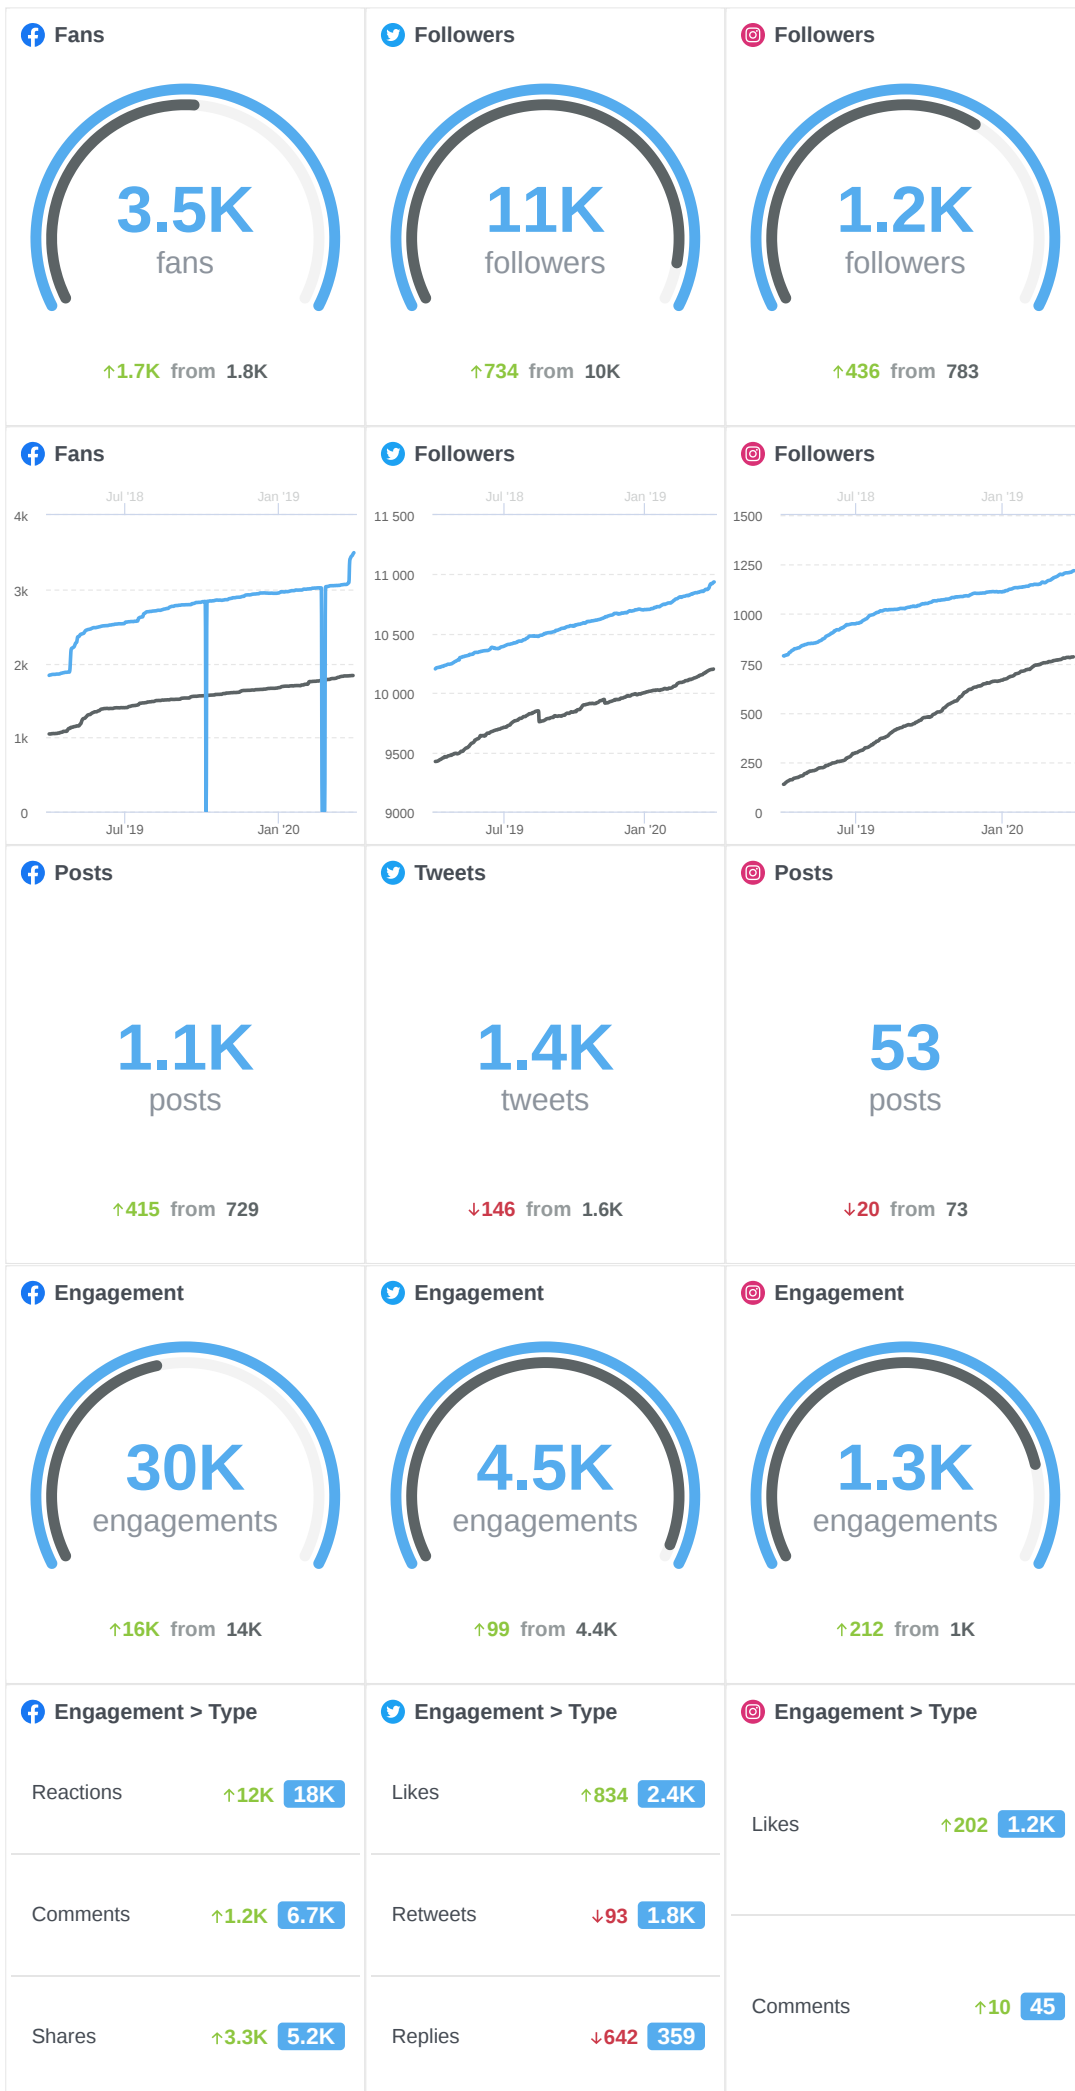 Fans
3.5K
fans
↑1.7K from 1.8K
Followers
11K
followers
↑734 from 10K
Followers
1.2K
followers
↑436 from 783
Fans
Jul '18 Jan '19
4k
3k
2k
1k
0
Jul '19 Jan '20
Followers
Jul '18 Jan '19
11 500
11 000
10 500
10 000
9500
9000
Jul '19 Jan '20
Followers
Jul '18 Jan '19
1500
1250
1000
750
500
250
0
Jul '19 Jan '20
Posts
1.1K
posts
↑415 from 729
Tweets
1.4K
tweets
↓146 from 1.6K
Posts
53
posts
↓20 from 73
Engagement
30K
engagements
↑16K from 14K
Engagement
4.5K
engagements
↑99 from 4.4K
Engagement
1.3K
engagements
↑212 from 1K
Engagement > Type
Reactions ↑12K 18K
Comments ↑1.2K 6.7K
Shares ↑3.3K 5.2K
Engagement > Type
Likes ↑834 2.4K
Retweets ↓93 1.8K
Replies ↓642 359
Engagement > Type
Likes ↑202 1.2K
Comments ↑10 45